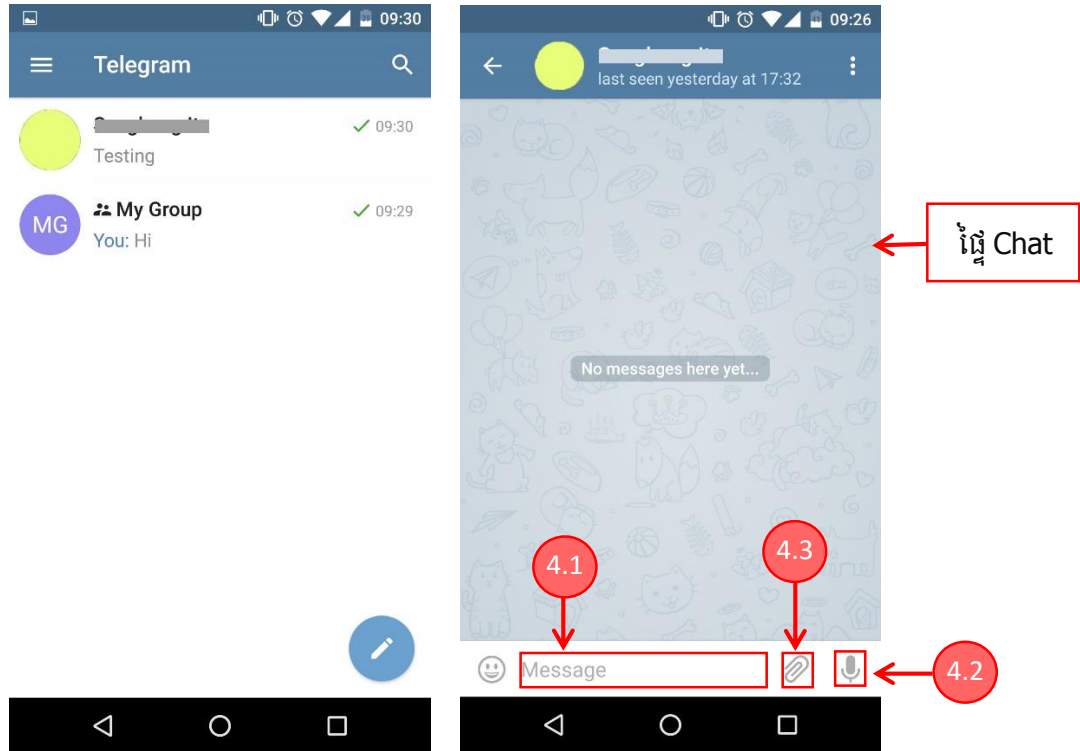 09:30
Telegram
09:30
Testing
MG
My Group
09:29
You: Hi
09:26
last seen yesterday at 17:32
ផ្ទៃ Chat
No messages here yet...
4.1
4.3
Message
4.2